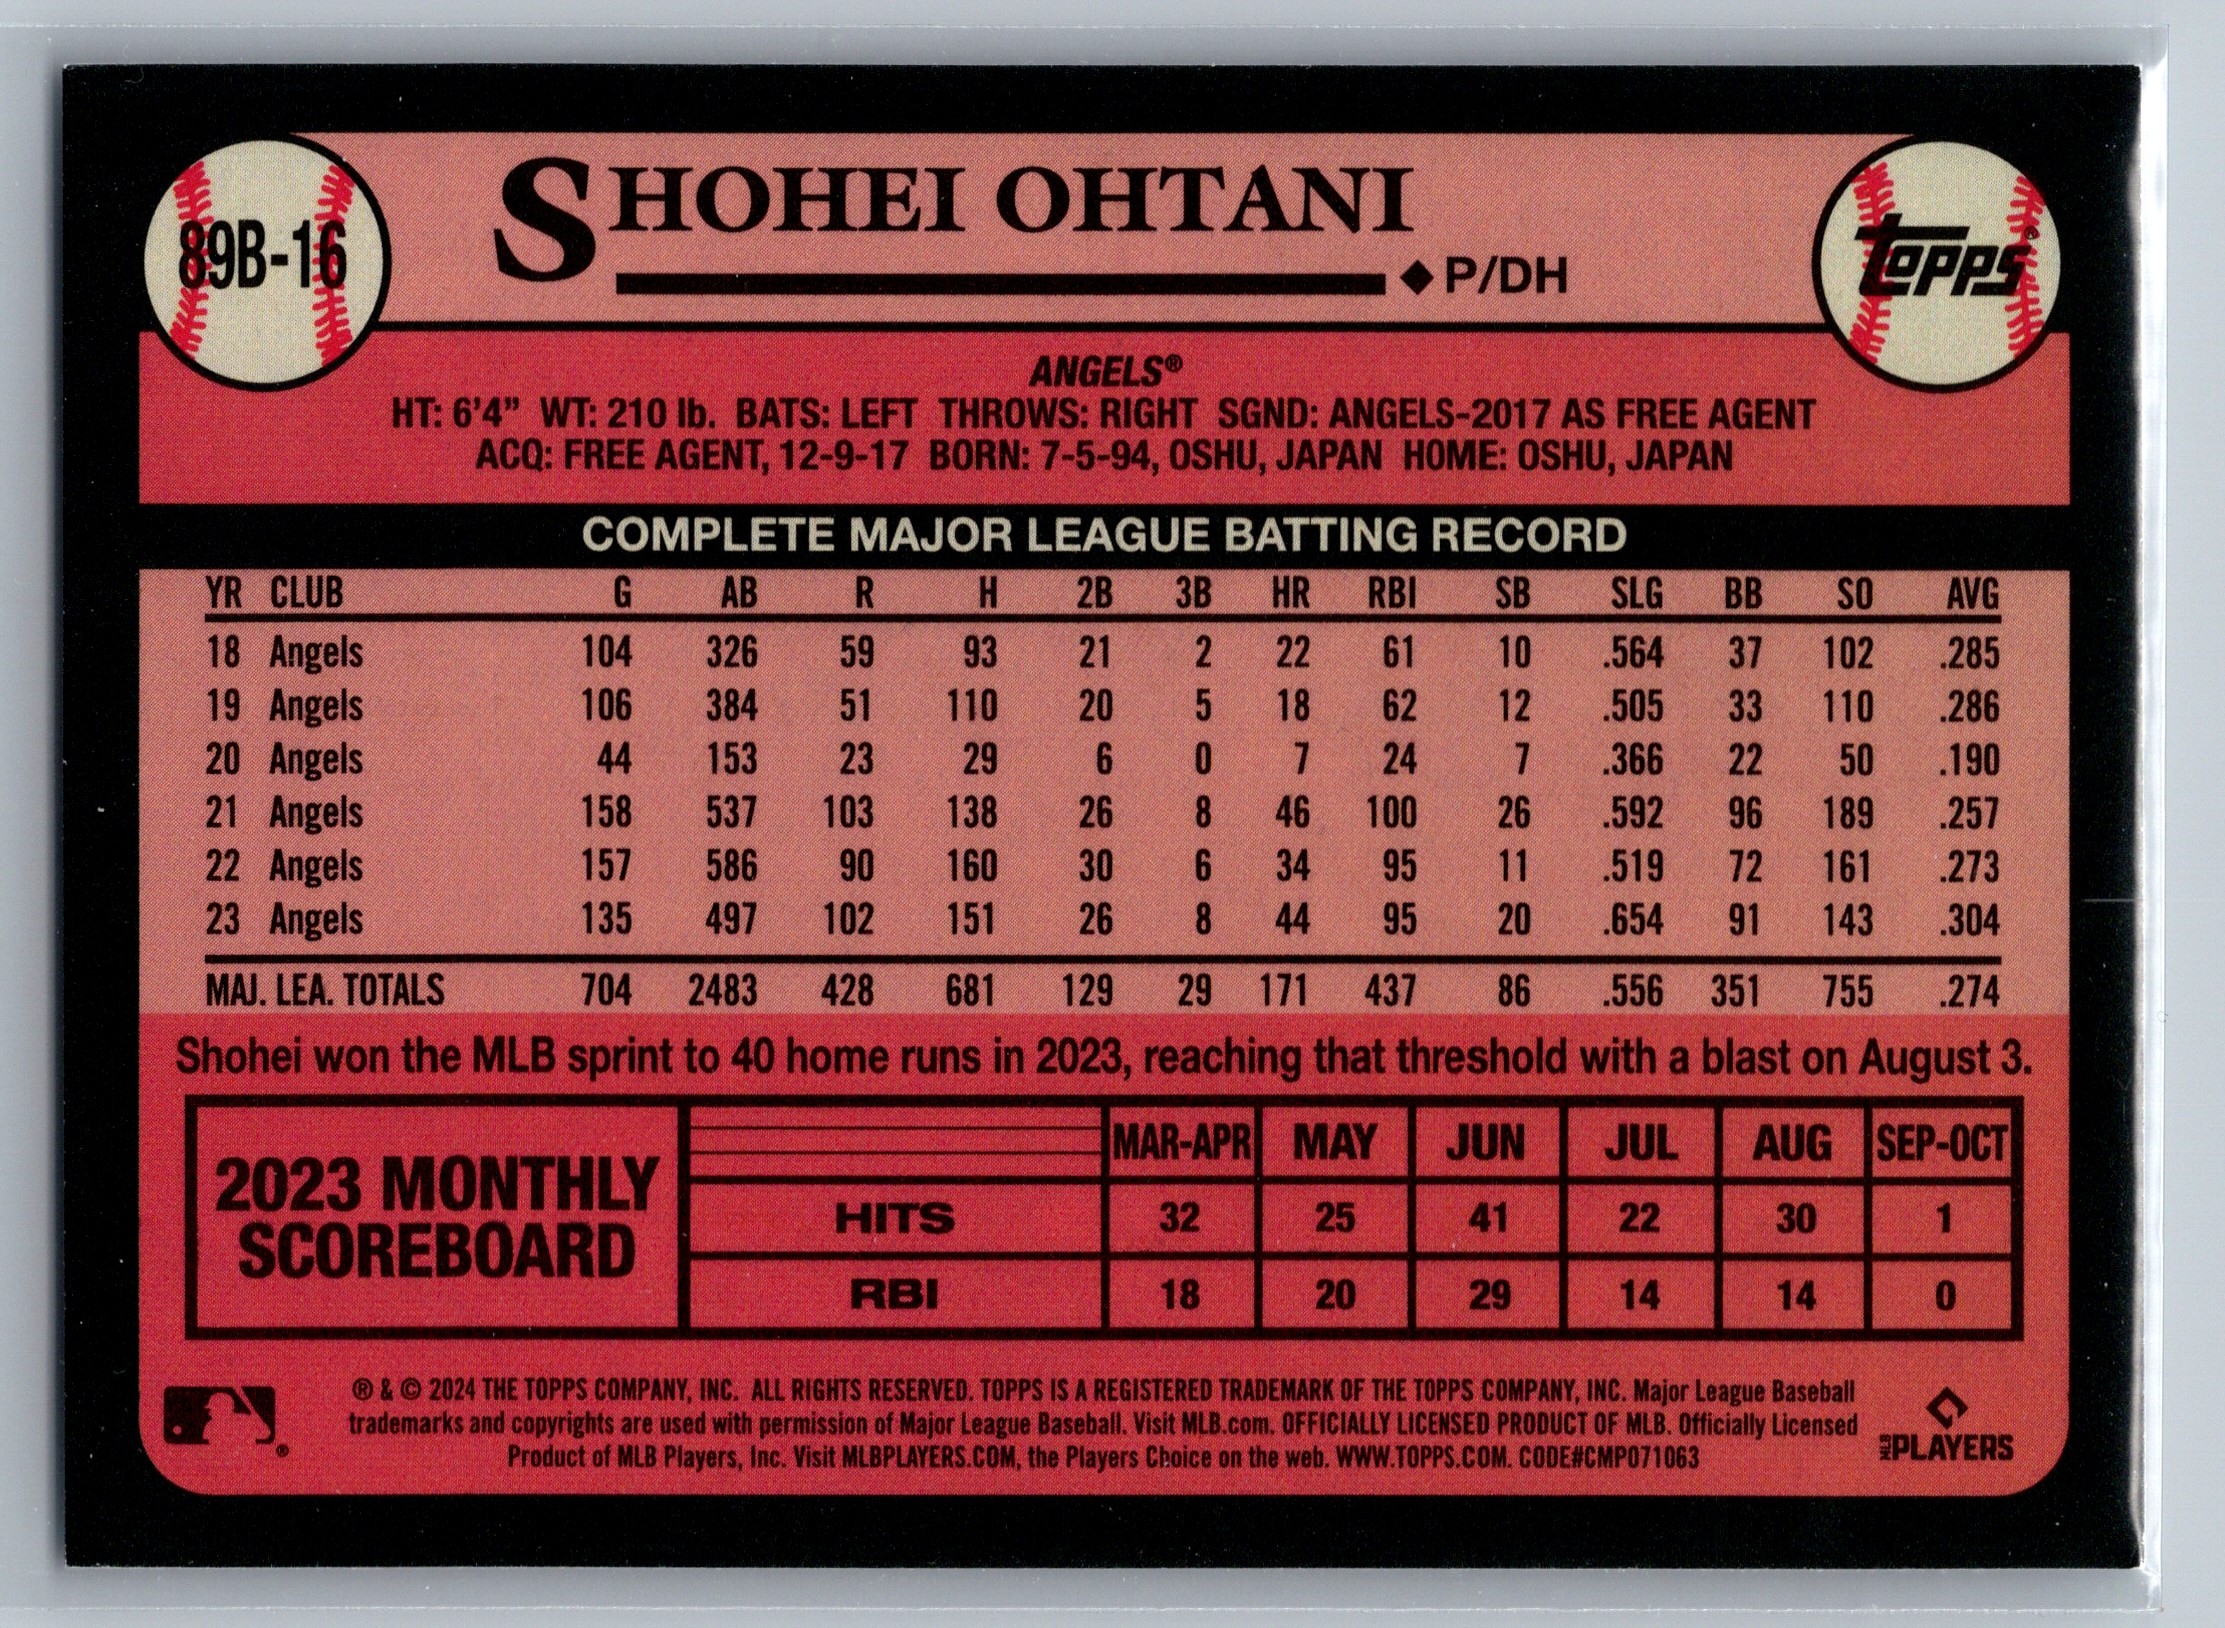 89B-16
SHOHEI OHTANI
◆ P/DH
topps®
ANGELS®
HT: 6'4" WT: 210 lb. BATS: LEFT THROWS: RIGHT SGND: ANGELS-2017 AS FREE AGENT
ACQ: FREE AGENT, 12-9-17 BORN: 7-5-94, OSHU, JAPAN HOME: OSHU, JAPAN
COMPLETE MAJOR LEAGUE BATTING RECORD
YR CLUB G AB R H 2B 3B HR RBI SB SLG BB SO AVG
18 Angels 104 326 59 93 21 2 22 61 10 .564 37 102 .285
19 Angels 106 384 51 110 20 5 18 62 12 .505 33 110 .286
20 Angels 44 153 23 29 6 0 7 24 7 .366 22 50 .190
21 Angels 158 537 103 138 26 8 46 100 26 .592 96 189 .257
22 Angels 157 586 90 160 30 6 34 95 11 .519 72 161 .273
23 Angels 135 497 102 151 26 8 44 95 20 .654 91 143 .304
MAJ. LEA. TOTALS 704 2483 428 681 129 29 171 437 86 .556 351 755 .274
Shohei won the MLB sprint to 40 home runs in 2023, reaching that threshold with a blast on August 3.
2023 MONTHLY
SCOREBOARD
MAR-APR MAY JUN JUL AUG SEP-OCT
HITS 32 25 41 22 30 1
RBI 18 20 29 14 14 0
® & © 2024 THE TOPPS COMPANY, INC. ALL RIGHTS RESERVED. TOPPS IS A REGISTERED TRADEMARK OF THE TOPPS COMPANY, INC. Major League Baseball
trademarks and copyrights are used with permission of Major League Baseball. Visit MLB.com. OFFICIALLY LICENSED PRODUCT OF MLB. Officially Licensed
Product of MLB Players, Inc. Visit MLBPLAYERS.COM, the Players Choice on the web. WWW.TOPPS.COM. CODE#CMP071063
®
MLB PLAYERS